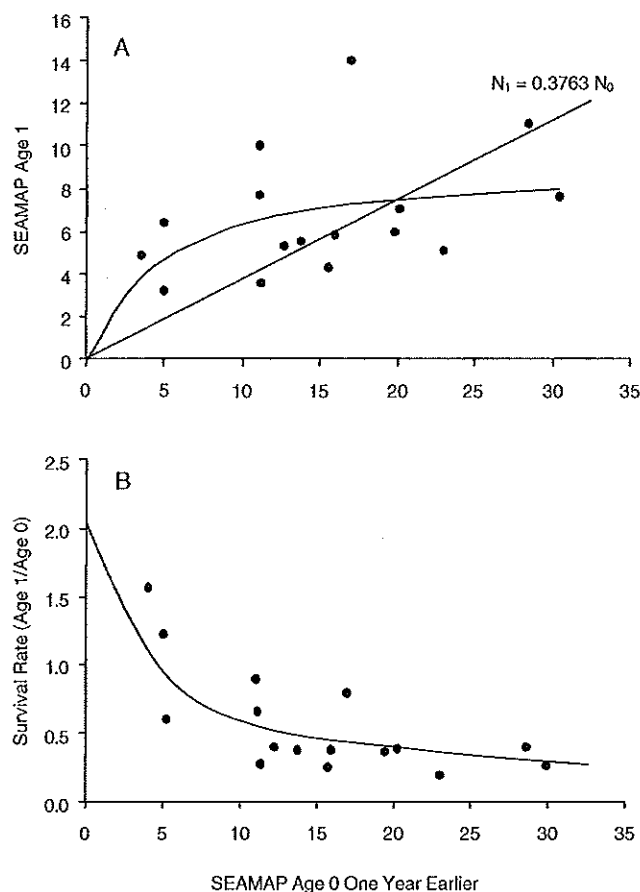 A
N₁ = 0.3763 N₀
SEAMAP Age 1
16
14
12
10
8
6
4
2
0
0 5 10 15 20 25 30 35
B
Survival Rate (Age 1/Age 0)
2.5
2.0
1.5
1.0
0.5
0.0
0 5 10 15 20 25 30 35
SEAMAP Age 0 One Year Earlier